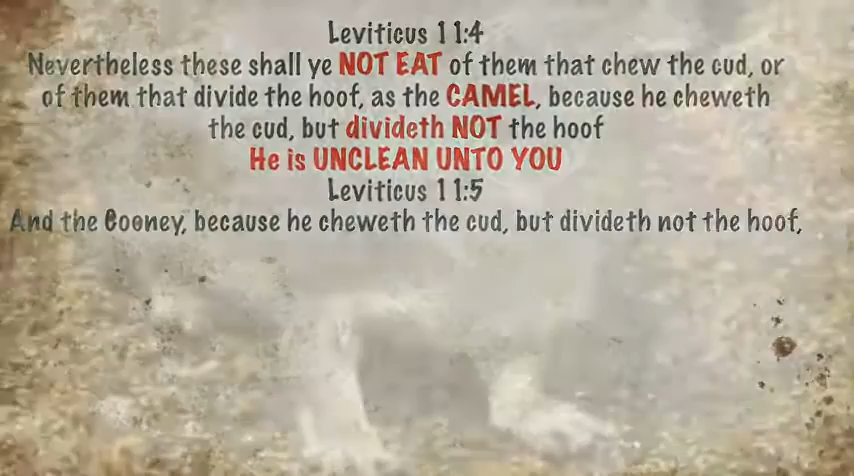 Leviticus 11:4
Nevertheless these shall ye NOT EAT of them that chew the cud, or
of them that divide the hoof, as the CAMEL, because he cheweth
the cud, but divideth NOT the hoof
He is UNCLEAN UNTO YOU
Leviticus 11:5
And the Cooney, because he cheweth the cud, but divideth not the hoof,